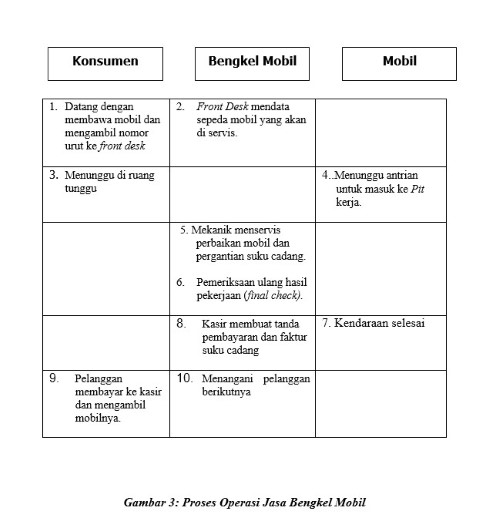 Konsumen
Bengkel Mobil
Mobil
1. Datang dengan
membawa mobil dan
mengambil nomor
urut ke front desk
2. Front Desk mendata
sepeda mobil yang akan
di servis.
3. Menunggu di ruang
tunggu
4..Menunggu antrian
untuk masuk ke Pit
kerja.
5. Mekanik menservis
perbaikan mobil dan
pergantian suku cadang.
6. Pemeriksaan ulang hasil
pekerjaan (final check).
8. Kasir membuat tanda
pembayaran dan faktur
suku cadang
7. Kendaraan selesai
9. Pelanggan
membayar ke kasir
dan mengambil
mobilnya.
10. Menangani pelanggan
berikutnya
Gambar 3: Proses Operasi Jasa Bengkel Mobil